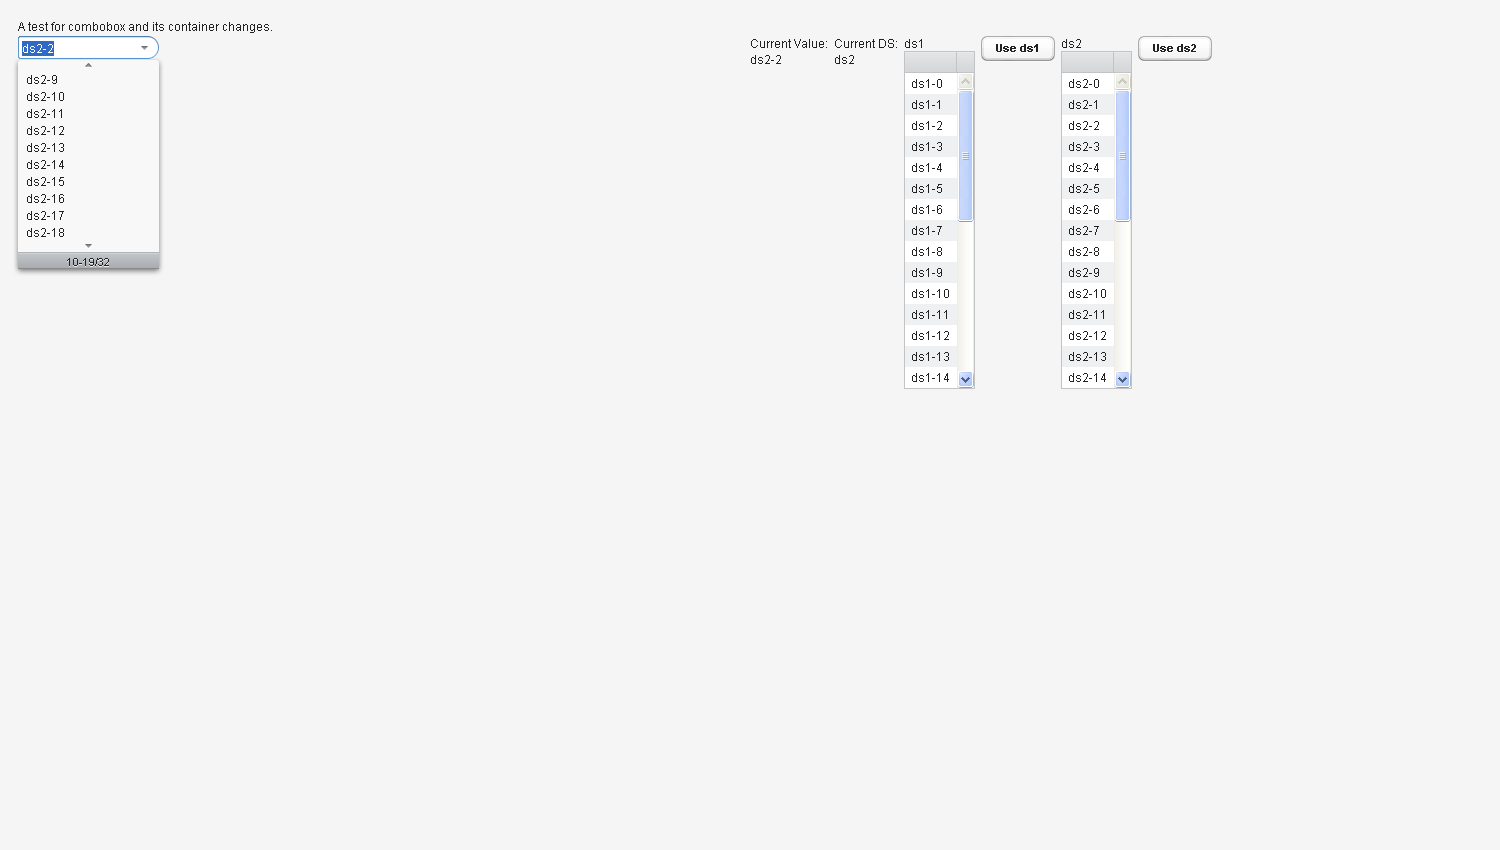 A test for combobox and its container changes.
ds2-2
ds2-9
ds2-10
ds2-11
ds2-12
ds2-13
ds2-14
ds2-15
ds2-16
ds2-17
ds2-18
10-19/32
Current Value:
ds2-2
Current DS:
ds2
ds1
ds1-0
ds1-1
ds1-2
ds1-3
ds1-4
ds1-5
ds1-6
ds1-7
ds1-8
ds1-9
ds1-10
ds1-11
ds1-12
ds1-13
ds1-14
Use ds1
ds2
ds2-0
ds2-1
ds2-2
ds2-3
ds2-4
ds2-5
ds2-6
ds2-7
ds2-8
ds2-9
ds2-10
ds2-11
ds2-12
ds2-13
ds2-14
Use ds2